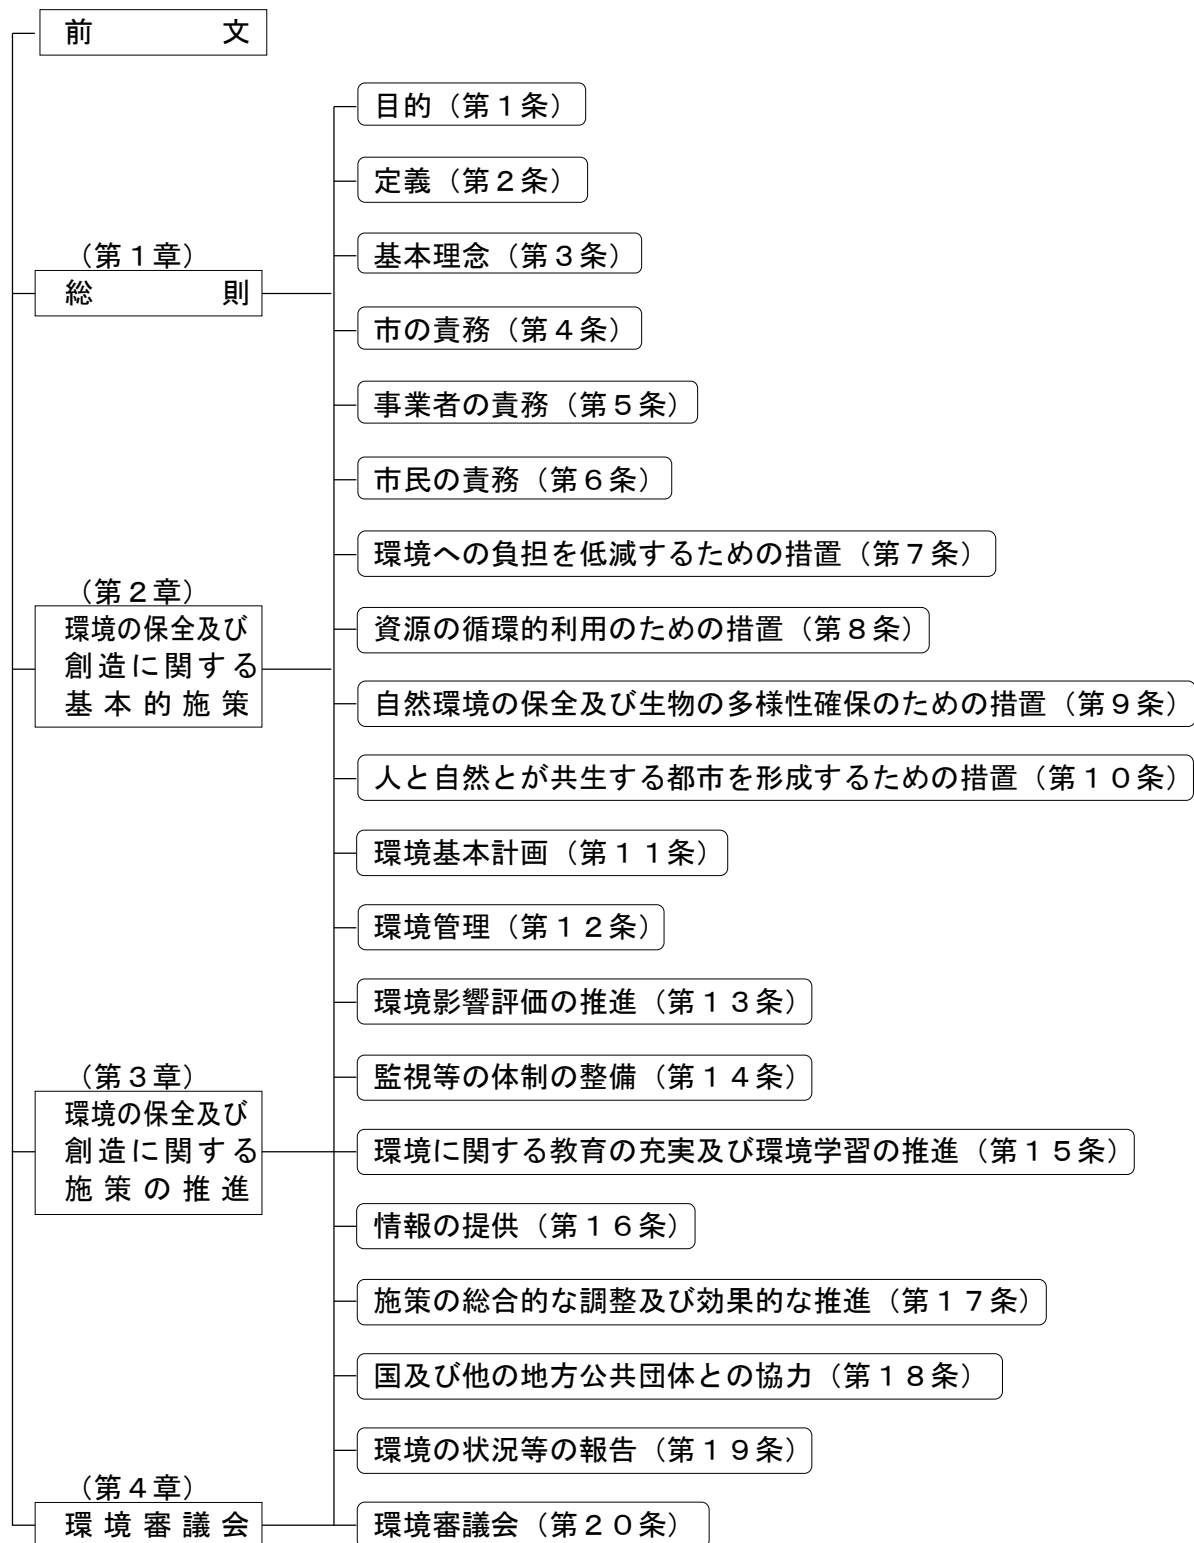 前文
目的（第１条）
定義（第２条）
（第１章）
総則
基本理念（第３条）
市の責務（第４条）
事業者の責務（第５条）
市民の責務（第６条）
環境への負担を低減するための措置（第７条）
（第２章）
環境の保全及び
創造に関する
基本的施策
資源の循環的利用のための措置（第８条）
自然環境の保全及び生物の多様性確保のための措置（第９条）
人と自然とが共生する都市を形成するための措置（第１０条）
環境基本計画（第１１条）
環境管理（第１２条）
環境影響評価の推進（第１３条）
監視等の体制の整備（第１４条）
（第３章）
環境の保全及び
創造に関する
施策の推進
環境に関する教育の充実及び環境学習の推進（第１５条）
情報の提供（第１６条）
施策の総合的な調整及び効果的な推進（第１７条）
国及び他の地方公共団体との協力（第１８条）
環境の状況等の報告（第１９条）
（第４章）
環境審議会
環境審議会（第２０条）